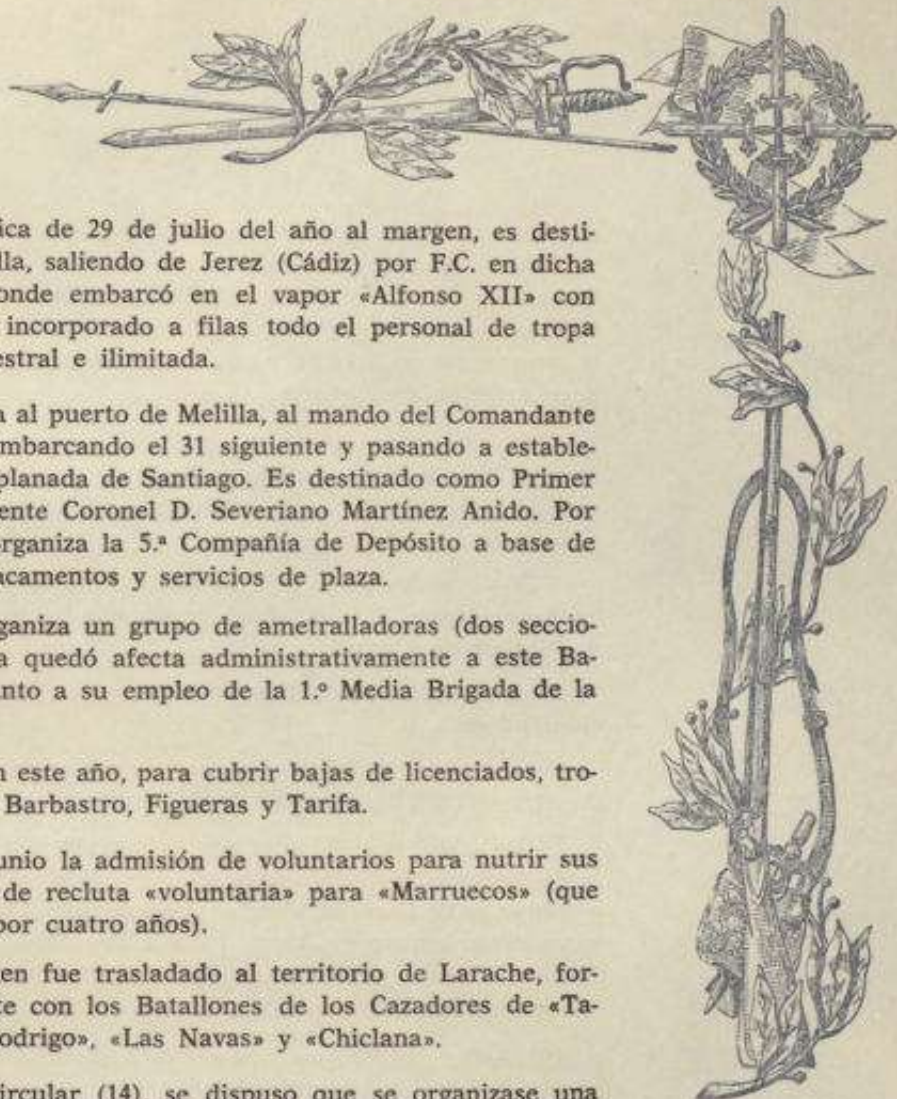 ica de 29 de julio del año al margen, es desti-
lla, saliendo de Jerez (Cádiz) por F.C. en dicha
onde embarcó en el vapor «Alfonso XII» con
incorporado a filas todo el personal de tropa
estral e ilimitada.
a al puerto de Melilla, al mando del Comandante
embarcando el 31 siguiente y pasando a estable-
planada de Santiago. Es destinado como Primer
ente Coronel D. Severiano Martínez Anido. Por
organiza la 5.ª Compañía de Depósito a base de
acamentos y servicios de plaza.
ganiza un grupo de ametralladoras (dos seccio-
a quedó afecta administrativamente a este Ba-
anto a su empleo de la 1.º Media Brigada de la
n este año, para cubrir bajas de licenciados, tro-
Barbastro, Figueras y Tarifa.
unio la admisión de voluntarios para nutrir sus
de recluta «voluntaria» para «Marruecos» (que
por cuatro años).
en fue trasladado al territorio de Larache, for-
te con los Batallones de los Cazadores de «Ta-
odrigo», «Las Navas» y «Chiclana».
ircular (14), se dispuso que se organizase una